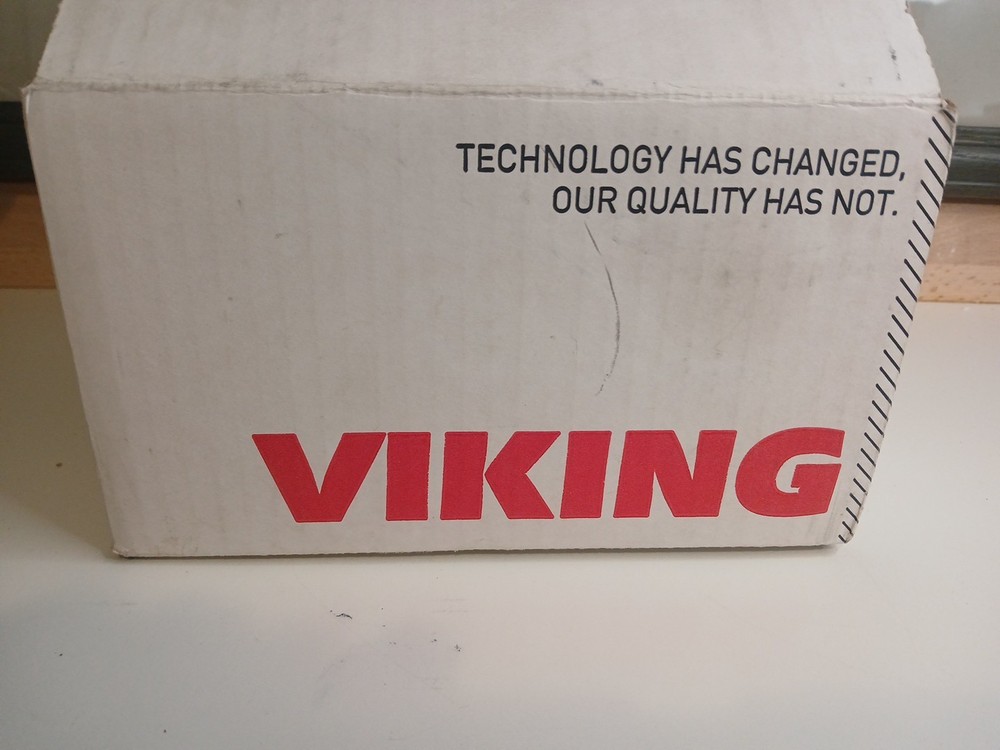 TECHNOLOGY HAS CHANGED,
OUR QUALITY HAS NOT.
VIKING